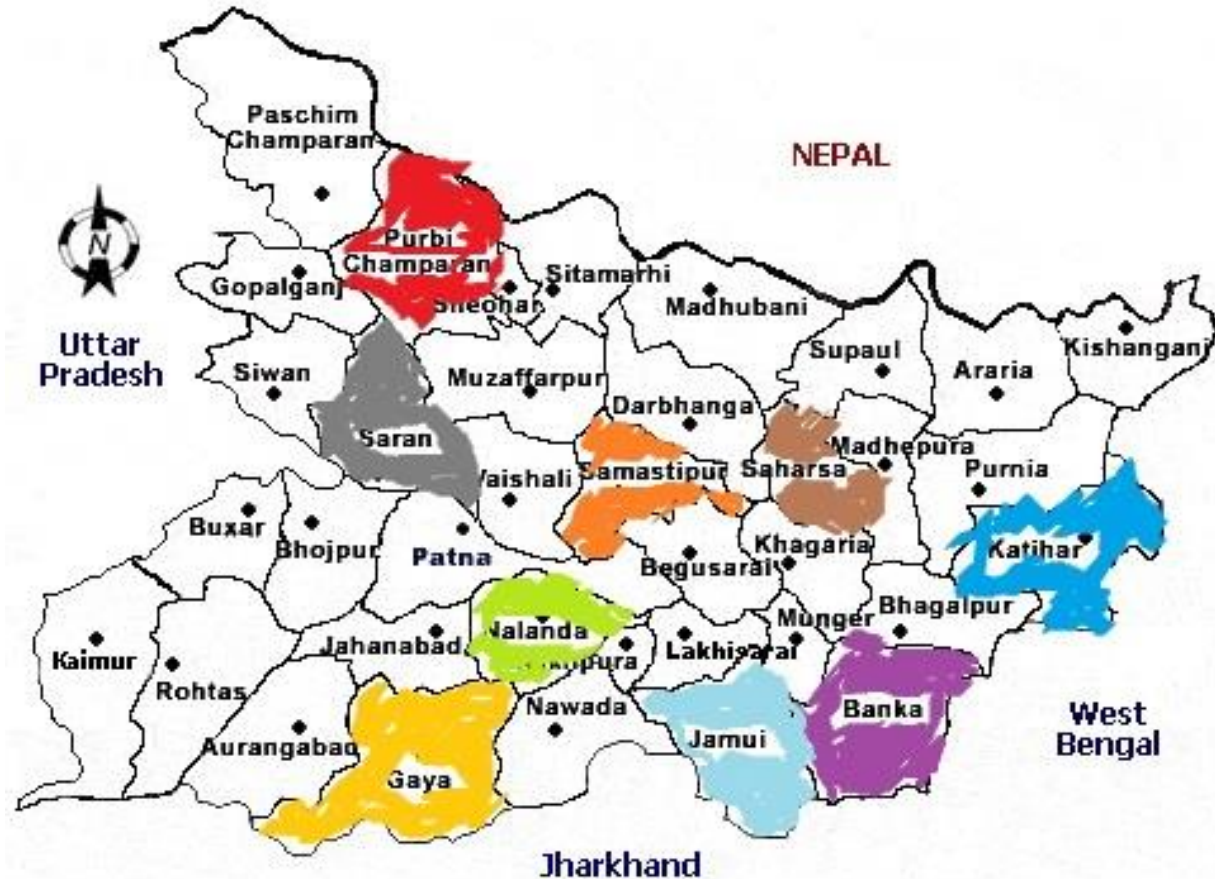 Paschim
Champaran
NEPAL
N
Purbi
Champaran
Gopalganj
Sheohar
Sitamarhi
Madhubani
Uttar
Pradesh
Siwan
Muzaffarpur
Supaul
Araria
Kishanganj
Darbhanga
Saran
Vaishali
Samastipur
Saharsa
Madhepura
Purnia
Buxar
Bhojpur
Patna
Begusarai
Khagaria
Katihar
Kaimur
Rohtas
Jahanabad
Nalanda
Lakhisarai
Munger
Bhagalpur
Aurangabad
Gaya
Nawada
Jamui
Banka
West
Bengal
Jharkhand